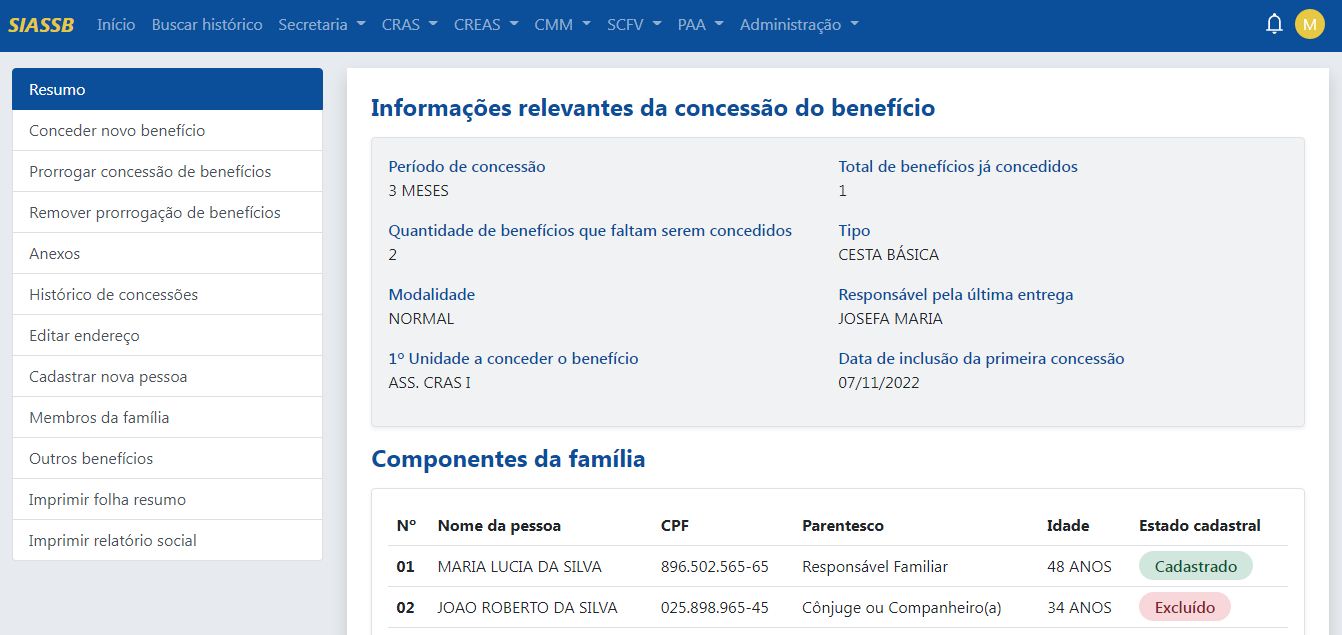 SIASSB Início Buscar histórico Secretaria CRAS CREAS CMM SCFV PAA Administração M
Resumo
Conceder novo benefício
Prorrogar concessão de benefícios
Remover prorrogação de benefícios
Anexos
Histórico de concessões
Editar endereço
Cadastrar nova pessoa
Membros da família
Outros benefícios
Imprimir folha resumo
Imprimir relatório social
Informações relevantes da concessão do benefício
Período de concessão
3 MESES
Total de benefícios já concedidos
1
Quantidade de benefícios que faltam serem concedidos
2
Tipo
CESTA BÁSICA
Modalidade
NORMAL
Responsável pela última entrega
JOSEFA MARIA
1º Unidade a conceder o benefício
ASS. CRAS I
Data de inclusão da primeira concessão
07/11/2022
Componentes da família
Nº Nome da pessoa CPF Parentesco Idade Estado cadastral
01 MARIA LUCIA DA SILVA 896.502.565-65 Responsável Familiar 48 ANOS Cadastrado
02 JOAO ROBERTO DA SILVA 025.898.965-45 Cônjuge ou Companheiro(a) 34 ANOS Excluído